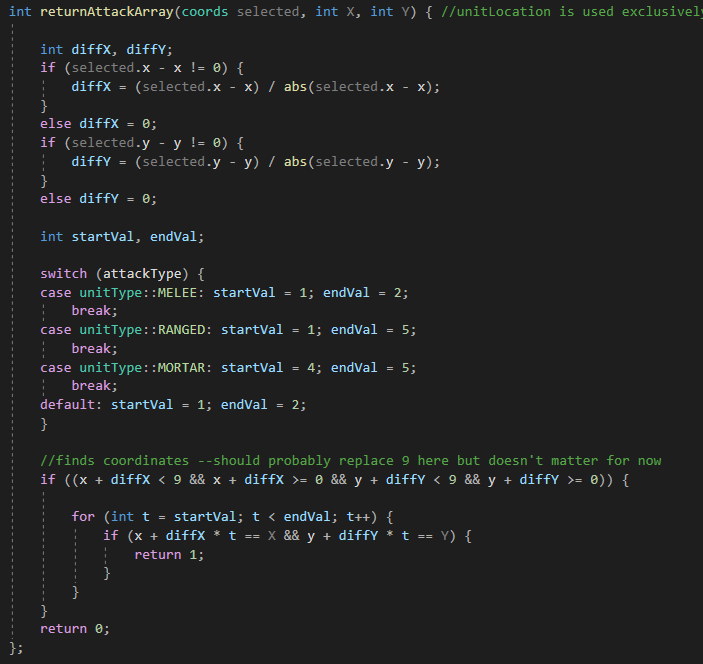 int returnAttackArray(coords selected, int X, int Y) { //unitLocation is used exclusively
int diffX, diffY;
if (selected.x - x != 0) {
diffX = (selected.x - x) / abs(selected.x - x);
}
else diffX = 0;
if (selected.y - y != 0) {
diffY = (selected.y - y) / abs(selected.y - y);
}
else diffY = 0;
int startVal, endVal;
switch (attackType) {
case unitType::MELEE: startVal = 1; endVal = 2;
break;
case unitType::RANGED: startVal = 1; endVal = 5;
break;
case unitType::MORTAR: startVal = 4; endVal = 5;
break;
default: startVal = 1; endVal = 2;
}
//finds coordinates --should probably replace 9 here but doesn't matter for now
if ((x + diffX < 9 && x + diffX >= 0 && y + diffY < 9 && y + diffY >= 0)) {
for (int t = startVal; t < endVal; t++) {
if (x + diffX * t == X && y + diffY * t == Y) {
return 1;
}
}
}
return 0;
};